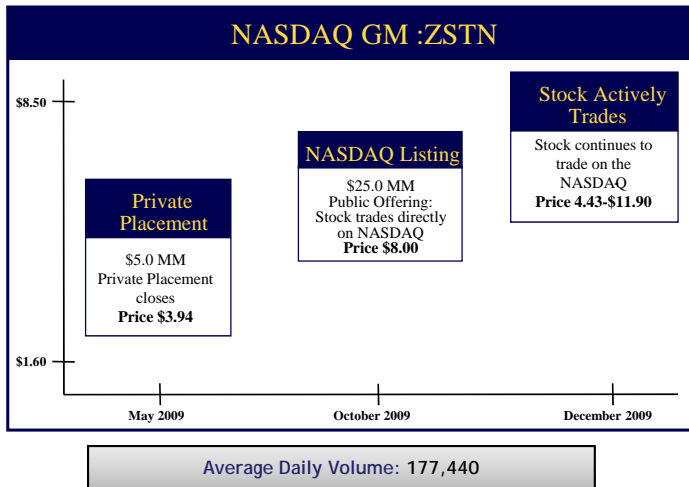 NASDAQ GM :ZSTN
$8.50
$1.60
Private
Placement
$5.0 MM
Private Placement
closes
Price $3.94
NASDAQ Listing
$25.0 MM
Public Offering:
Stock trades directly
on NASDAQ
Price $8.00
Stock Actively
Trades
Stock continues to
trade on the
NASDAQ
Price 4.43-$11.90
May 2009
October 2009
December 2009
Average Daily Volume: 177,440